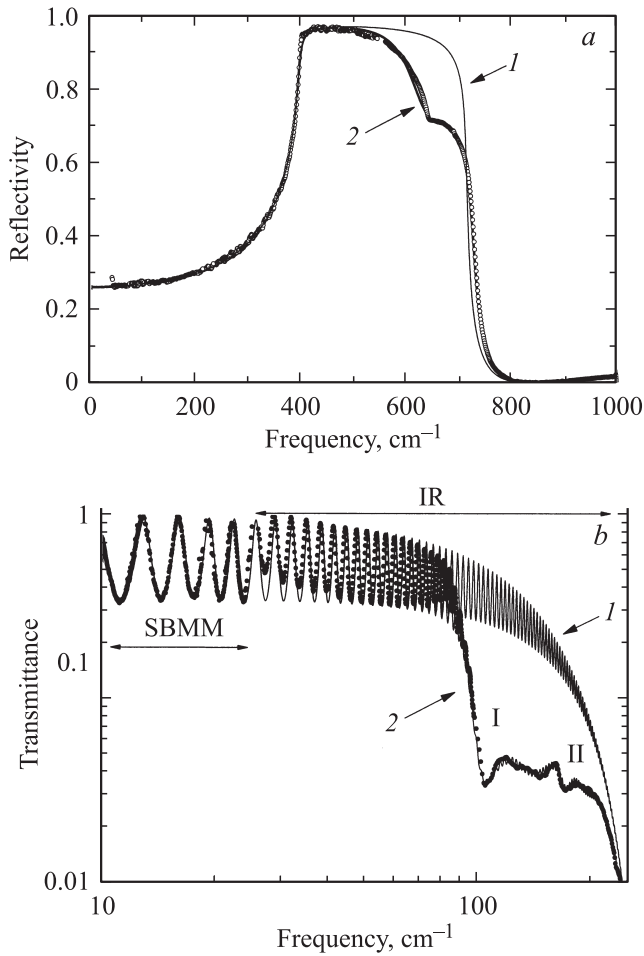 a
1.0
0.8
0.6
0.4
0.2
0
Reflectivity
1
2
0 200 400 600 800 1000
Frequency, cm⁻¹
IR
b
1
0.1
0.01
Transmittance
SBMM
1
2
I
II
10 100
Frequency, cm⁻¹